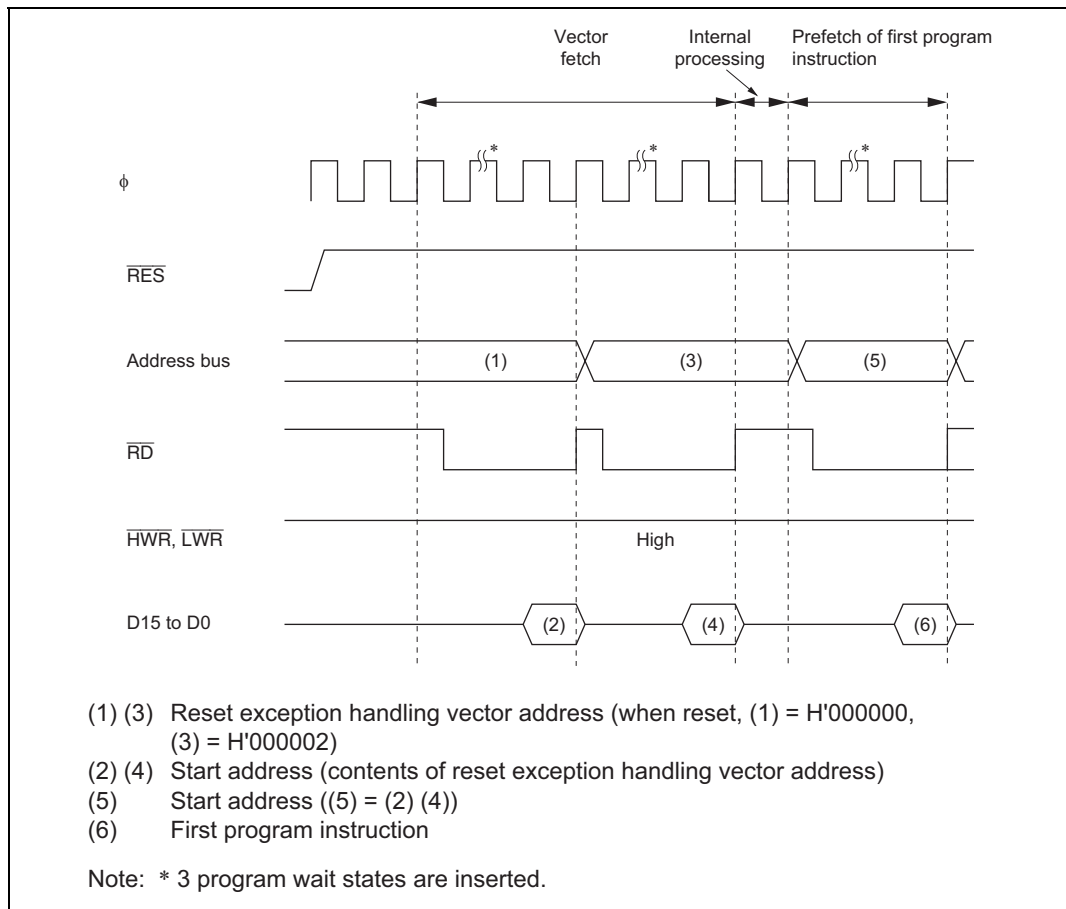 Vector
fetch
Internal
processing
Prefetch of first program
instruction
* * *
ϕ
RES
Address bus (1) (3) (5)
RD
HWR, LWR High
D15 to D0 (2) (4) (6)
(1) (3) Reset exception handling vector address (when reset, (1) = H'000000,
(3) = H'000002)
(2) (4) Start address (contents of reset exception handling vector address)
(5) Start address ((5) = (2) (4))
(6) First program instruction
Note: * 3 program wait states are inserted.